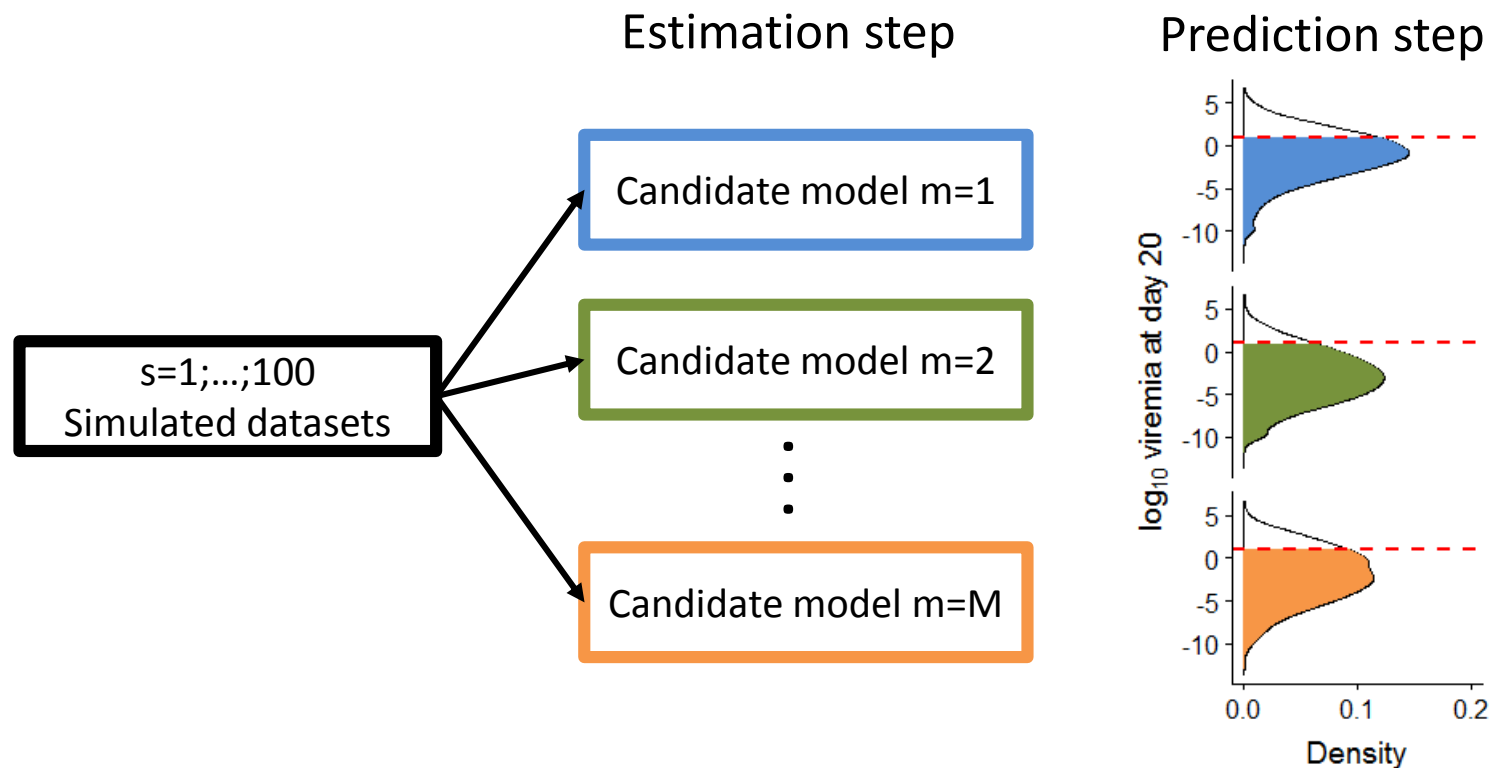 Estimation step
Prediction step
s=1;...;100
Simulated datasets
Candidate model m=1
Candidate model m=2
Candidate model m=M
log₁₀ viremia at day 20
5
0
-5
-10
5
0
-5
-10
5
0
-5
-10
0.0 0.1 0.2
Density